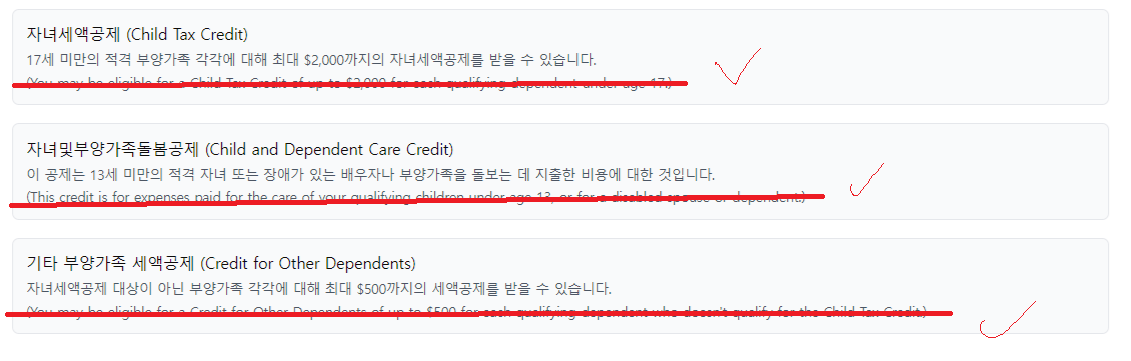 자녀세액공제 (Child Tax Credit)
17세 미만의 적격 부양가족 각각에 대해 최대 $2,000까지의 자녀세액공제를 받을 수 있습니다.
(You may be eligible for a Child Tax Credit of up to $2,000 for each qualifying dependent under age 17.)
자녀및부양가족돌봄공제 (Child and Dependent Care Credit)
이 공제는 13세 미만의 적격 자녀 또는 장애가 있는 배우자나 부양가족을 돌보는 데 지출한 비용에 대한 것입니다.
(This credit is for expenses paid for the care of your qualifying children under age 13, or for a disabled spouse or dependent.)
기타 부양가족 세액공제 (Credit for Other Dependents)
자녀세액공제 대상이 아닌 부양가족 각각에 대해 최대 $500까지의 세액공제를 받을 수 있습니다.
(You may be eligible for a Credit for Other Dependents of up to $500 for each qualifying dependent who doesn't qualify for the Child Tax Credit.)